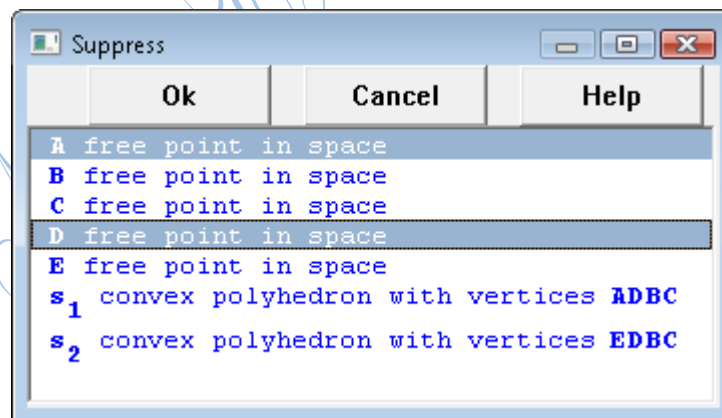 Suppress
Ok Cancel Help
A free point in space
B free point in space
C free point in space
D free point in space
E free point in space
s1 convex polyhedron with vertices ADBC
s2 convex polyhedron with vertices EDBC